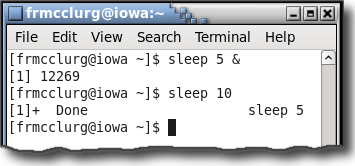 frmcclurg@iowa:~
File Edit View Search Terminal Help
[frmcclurg@iowa ~]$ sleep 5 &
[1] 12269
[frmcclurg@iowa ~]$ sleep 10
[1]+  Done                    sleep 5
[frmcclurg@iowa ~]$